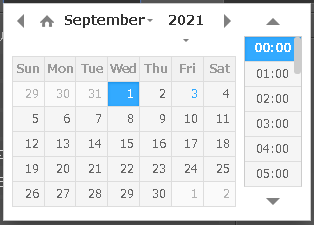 September 2021
Sun Mon Tue Wed Thu Fri Sat
29 30 31 1 2 3 4
5 6 7 8 9 10 11
12 13 14 15 16 17 18
19 20 21 22 23 24 25
26 27 28 29 30 1 2
00:00
01:00
02:00
03:00
04:00
05:00